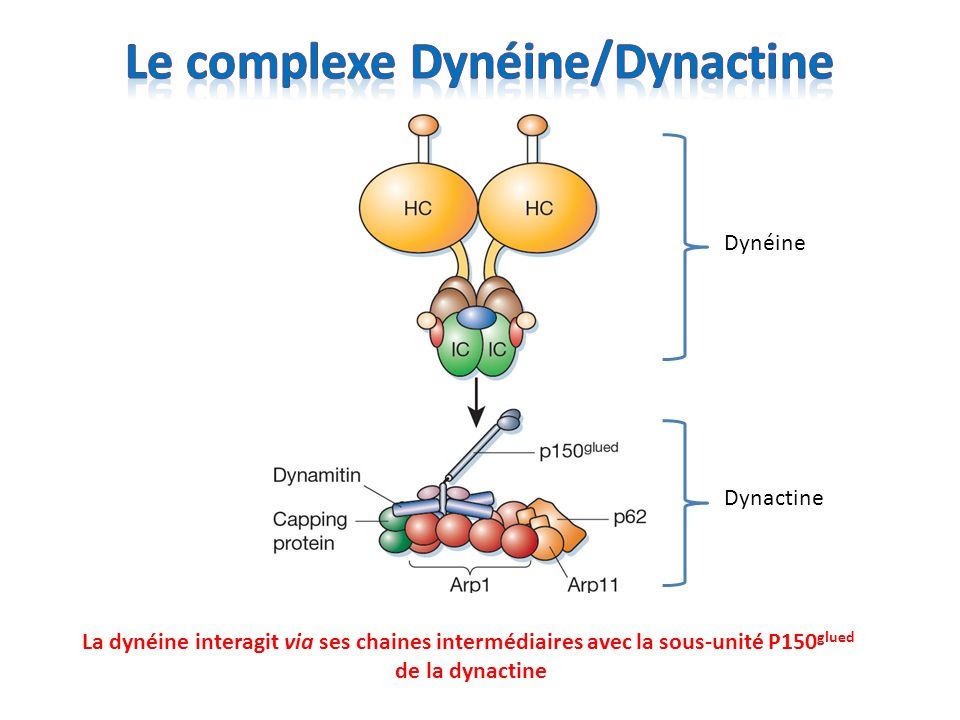 Le complexe Dynéine/Dynactine
HC
HC
Dynéine
IC
IC
p150glued
Dynamitin
Dynactine
Capping
protein
p62
Arp1
Arp11
La dynéine interagit via ses chaines intermédiaires avec la sous-unité P150glued
de la dynactine